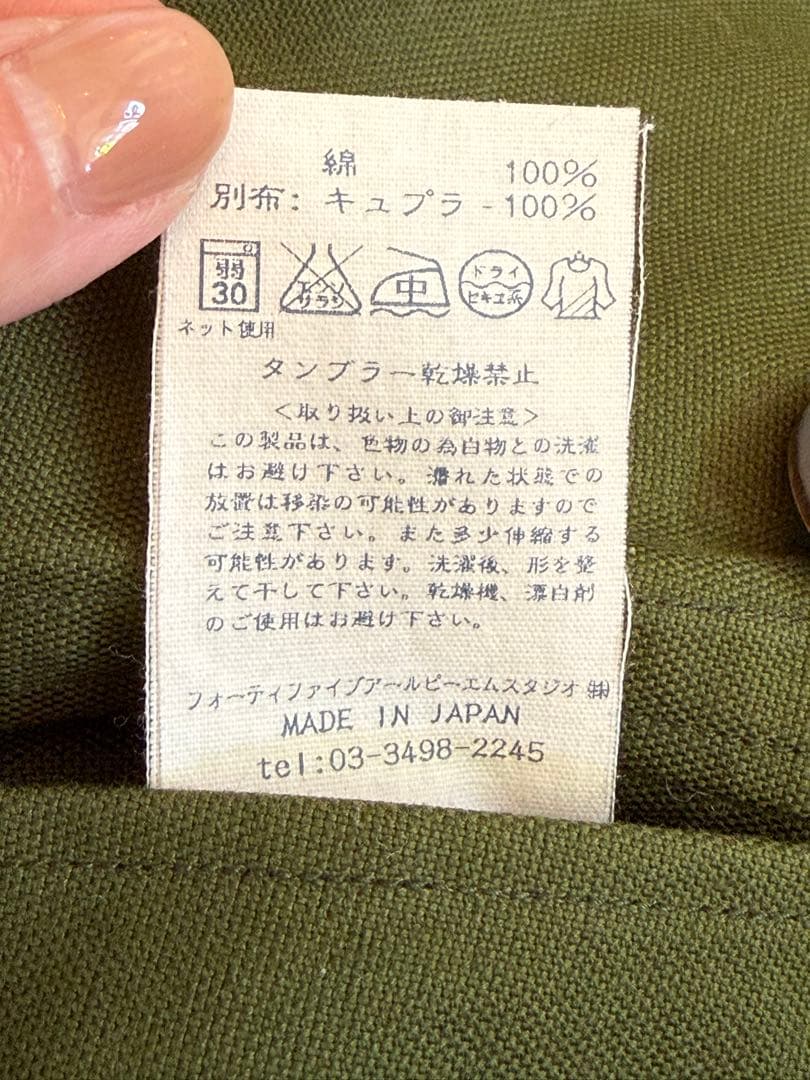 綿 100%
別布: キュプラ -100%
弱 30 エンソ サラシ 中 ドライ セキユ系
ネット使用
タンブラー乾燥禁止
<取り扱い上の御注意>
この製品は、色物の為白物との洗濯
はお避け下さい。濡れた状態での
放置は移染の可能性がありますので
ご注意下さい。また多少伸縮する
可能性があります。洗濯後、形を整
えて干して下さい。乾燥機、漂白剤
のご使用はお避け下さい。
フォーティファイブアールピーエムスタジオ㈱
MADE IN JAPAN
tel:03-3498-2245